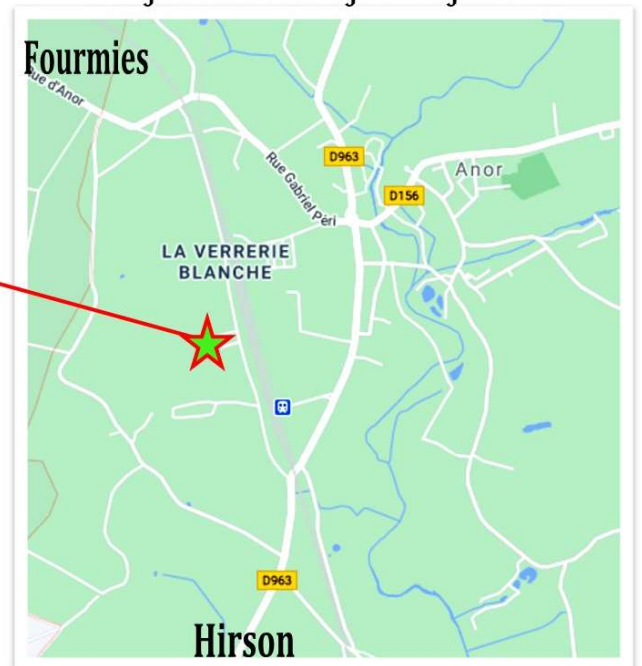 Fourmies
Rue d'Anor
D963
Rue Gabriel Péri
Anor
D156
LA VERRERIE
BLANCHE
D963
Hirson